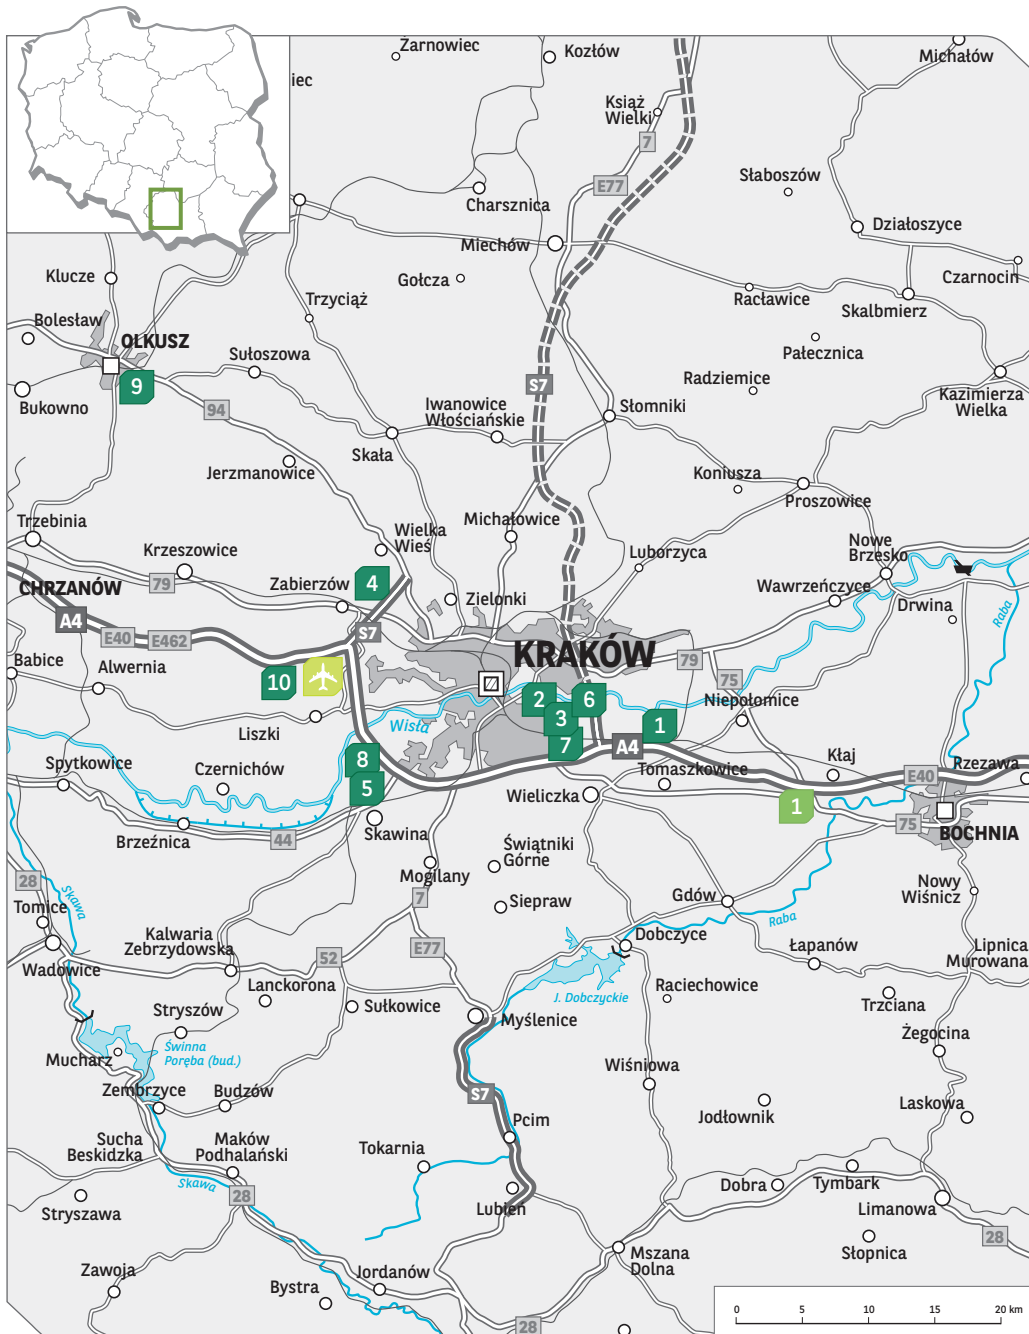 Żarnowiec
Kozłów
Michałów
iec
Książ
Wielki
7
E77
Słaboszów
Charsznica
Działoszyce
Miechów
Czarnocin
Klucze
Gołcza
Racławice
Skalbmierz
Trzyciąż
Bolesław
OLKUSZ
Sułoszowa
Pałecznica
Radziemice
S7
9
Bukowno
94
Iwanowice
Włościańskie
Słomniki
Kazimierza
Wielka
Skała
Jerzmanowice
Koniusza
Proszowice
Trzebinia
Wielka
Wieś
Michałowice
Krzeszowice
Luborzyca
Nowe
Brzesko
79
CHRZANÓW
Zabierzów
4
Zielonki
Wawrzeńczyce
Drwina
Raba
A4
E40
E462
S7
KRAKÓW
79
75
Babice
Alwernia
10
2
6
Niepołomice
Liszki
Wisła
3
1
7
A4
8
5
Tomaszkowice
Kłaj
Rzezawa
E40
Spytkowice
Czernichów
Wieliczka
1
75
BOCHNIA
Brzeźnica
44
Skawina
Świątniki
Górne
Mogilany
28
Skawa
7
Siepraw
Gdów
Nowy
Wiśnicz
Tomice
Kalwaria
Zebrzydowska
52
E77
Dobczyce
Raba
Łapanów
Lipnica
Murowana
Wadowice
Lanckorona
Sułkowice
J. Dobczyckie
Raciechowice
Trzciana
Stryszów
Myślenice
Żegocina
Mucharz
Świnna
Poręba (bud.)
Wiśniowa
Zembrzyce
Budzów
S7
Jodłownik
Laskowa
Pcim
Sucha
Beskidzka
Maków
Podhalański
Tokarnia
Skawa
28
Dobra
Tymbark
Stryszawa
Lubień
Limanowa
28
Słopnica
Mszana
Dolna
Zawoja
Bystra
Jordanów
28
0
5
10
15
20 km